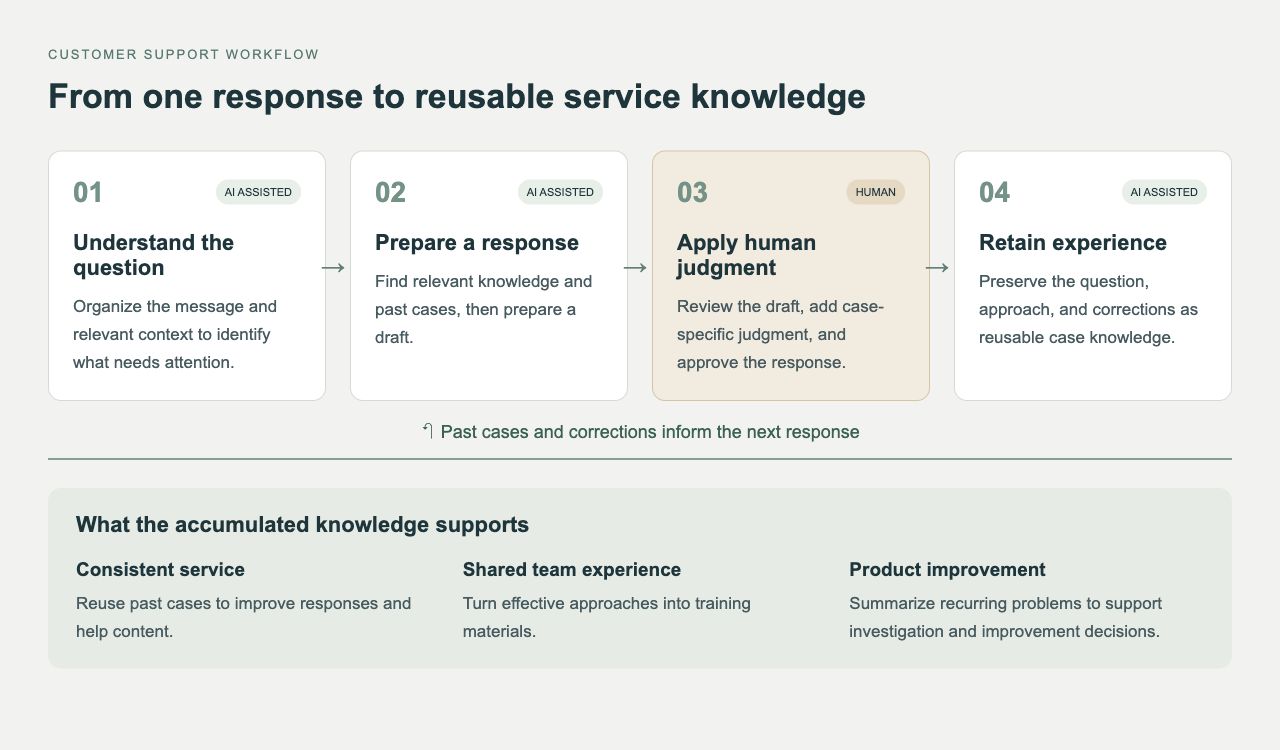 CUSTOMER SUPPORT WORKFLOW
From one response to reusable service knowledge
01
AI ASSISTED
Understand the
question
Organize the message and
relevant context to identify
what needs attention.
→
02
AI ASSISTED
Prepare a response
Find relevant knowledge and
past cases, then prepare a
draft.
→
03
HUMAN
Apply human
judgment
Review the draft, add case-
specific judgment, and
approve the response.
→
04
AI ASSISTED
Retain experience
Preserve the question,
approach, and corrections as
reusable case knowledge.
↰ Past cases and corrections inform the next response
What the accumulated knowledge supports
Consistent service
Reuse past cases to improve responses and
help content.
Shared team experience
Turn effective approaches into training
materials.
Product improvement
Summarize recurring problems to support
investigation and improvement decisions.